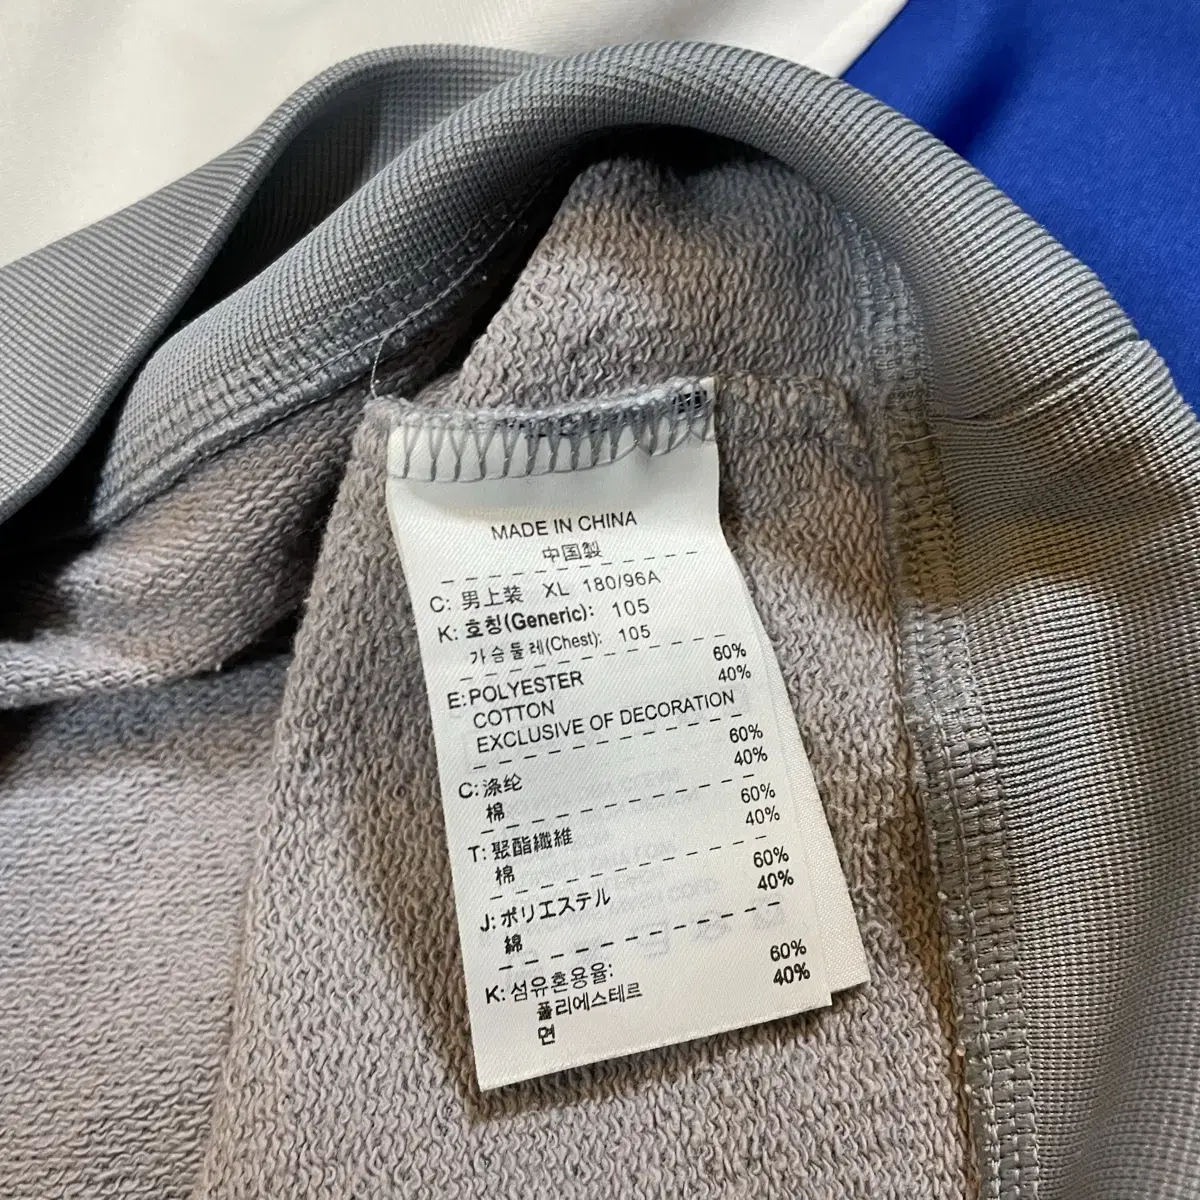 MADE IN CHINA
中国製
C: 男上装 XL 180/96A
K: 호칭(Generic): 105
가슴둘레(Chest): 105
E: POLYESTER 60%
COTTON 40%
EXCLUSIVE OF DECORATION
C: 涤纶 60%
棉 40%
T: 聚酯纖維 60%
棉 40%
J: ポリエステル 60%
綿 40%
K: 섬유혼용율:
폴리에스테르 60%
면 40%